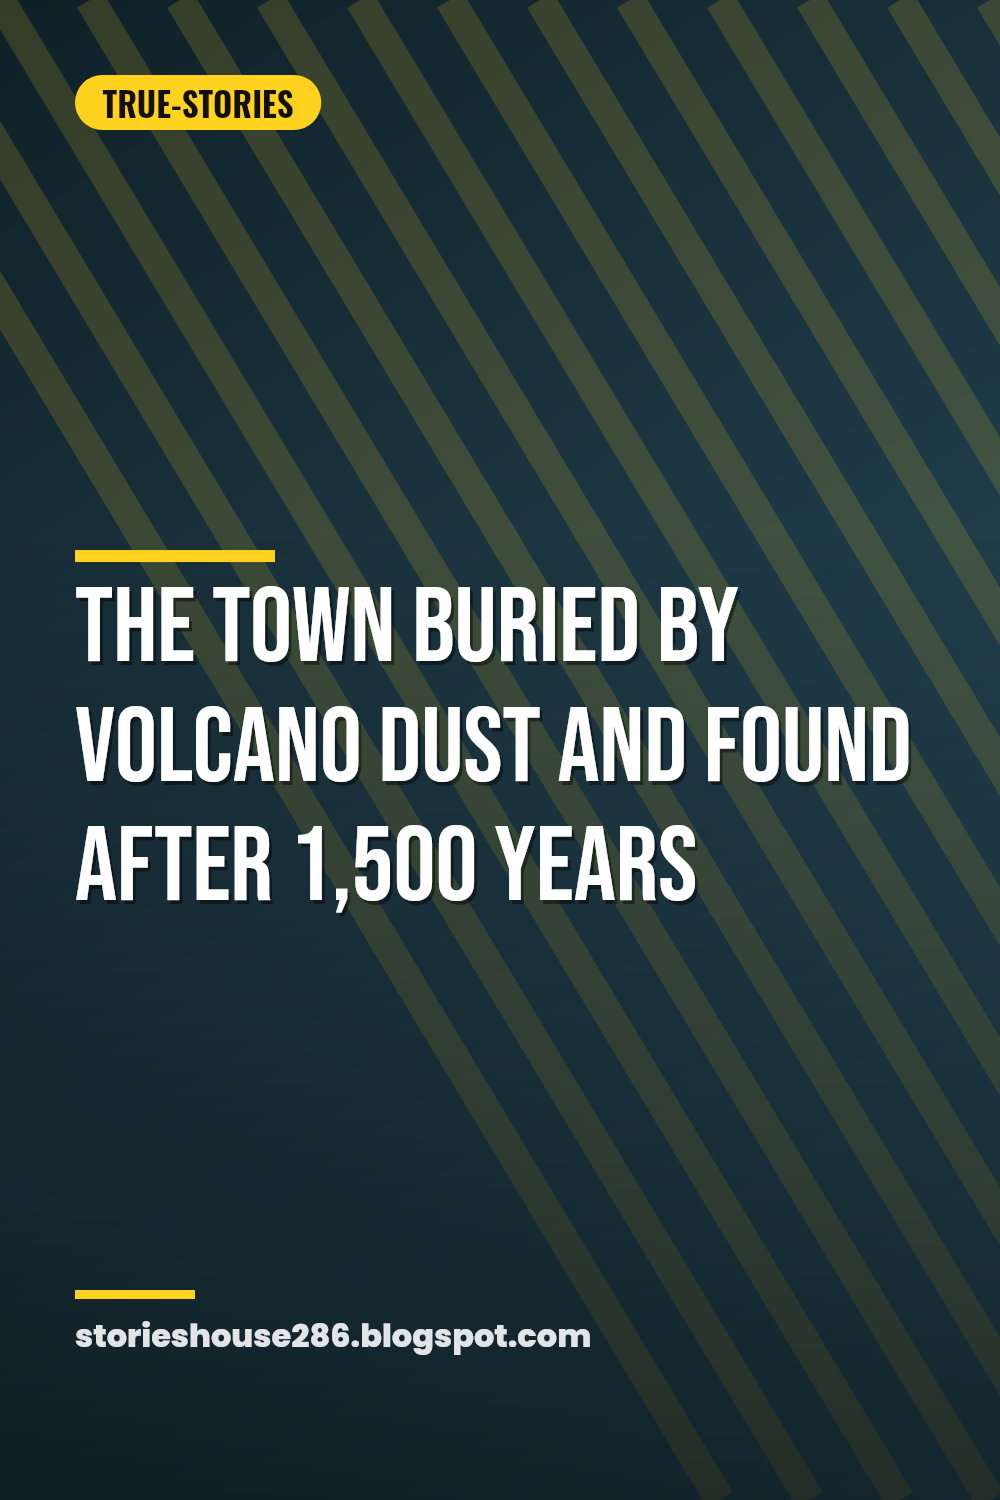 TRUE-STORIES
THE TOWN BURIED BY
VOLCANO DUST AND FOUND
AFTER 1,500 YEARS
storieshouse286.blogspot.com